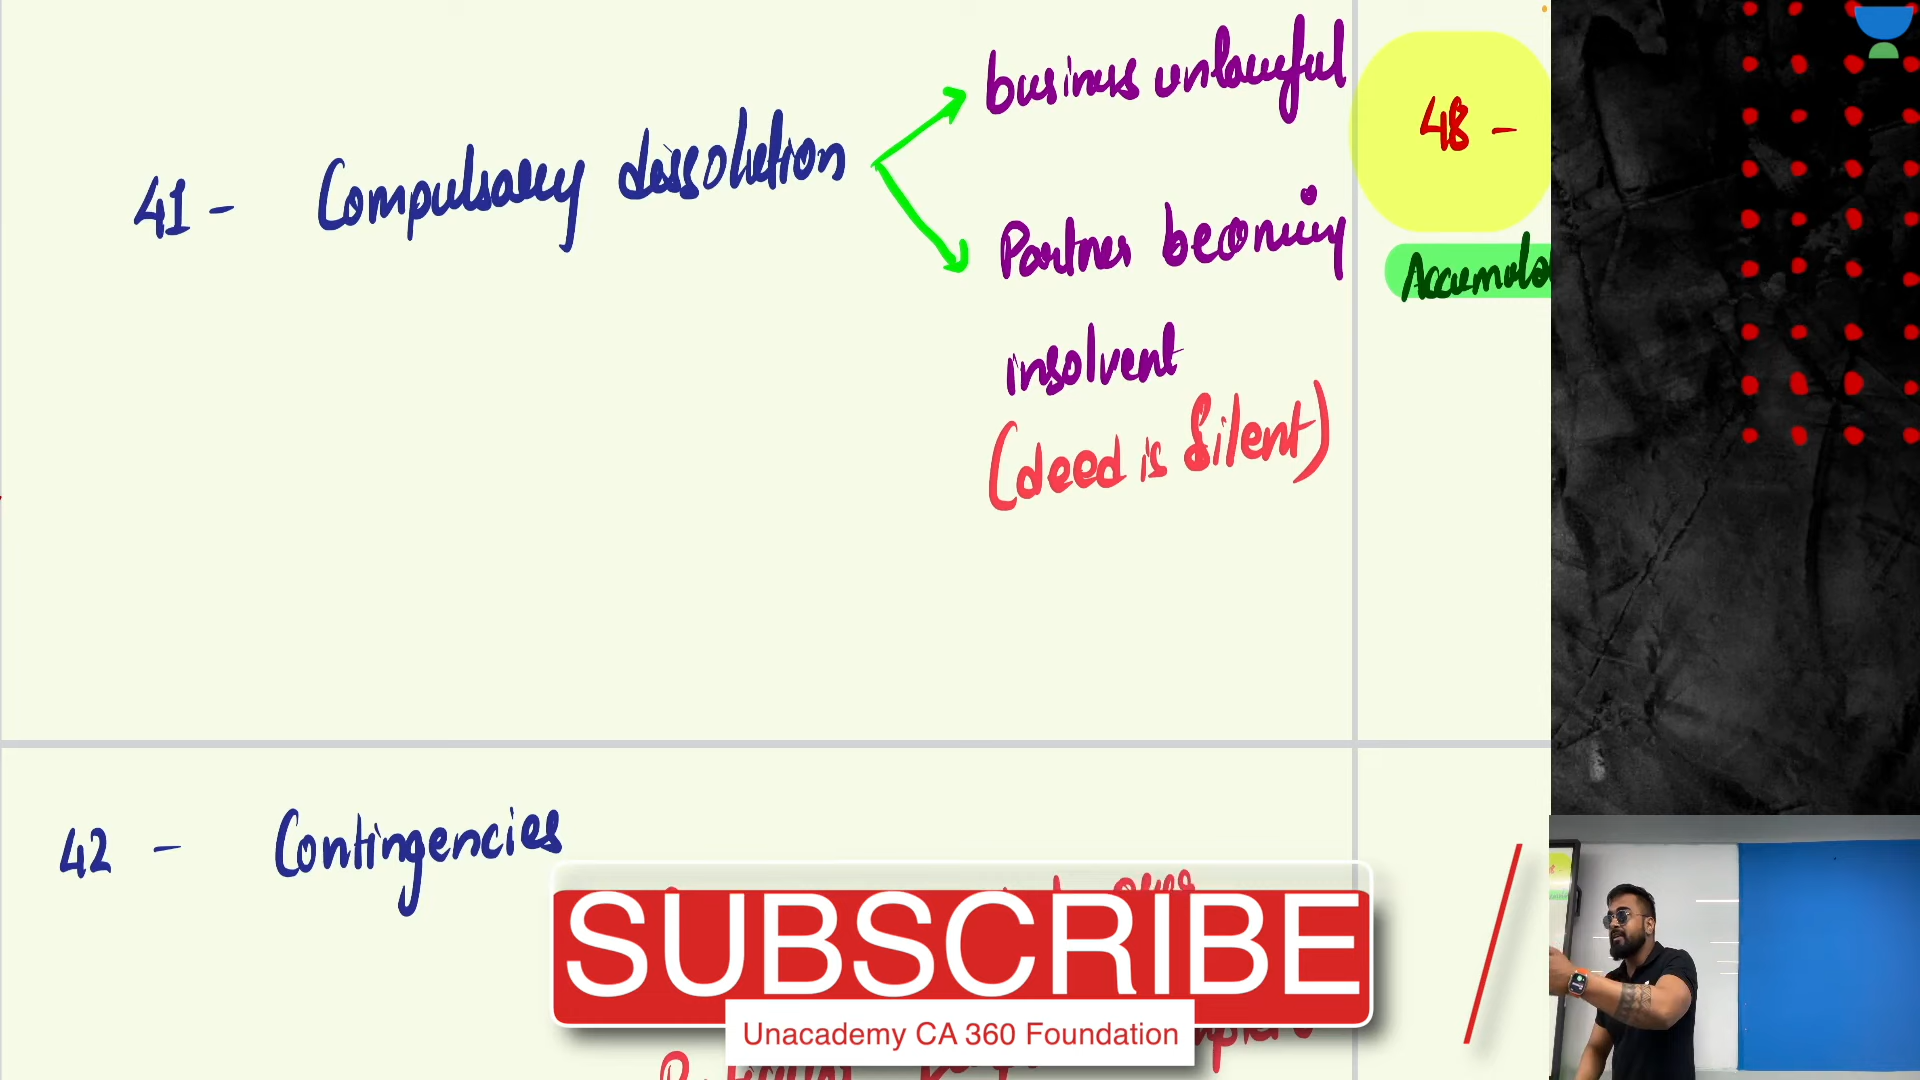 business unlawful
41 - Compulsory dissolution
48 -
Partner becoming
insolvent
(deed is silent)
42 - Contingencies
SUBSCRIBE
Unacademy CA 360 Foundation